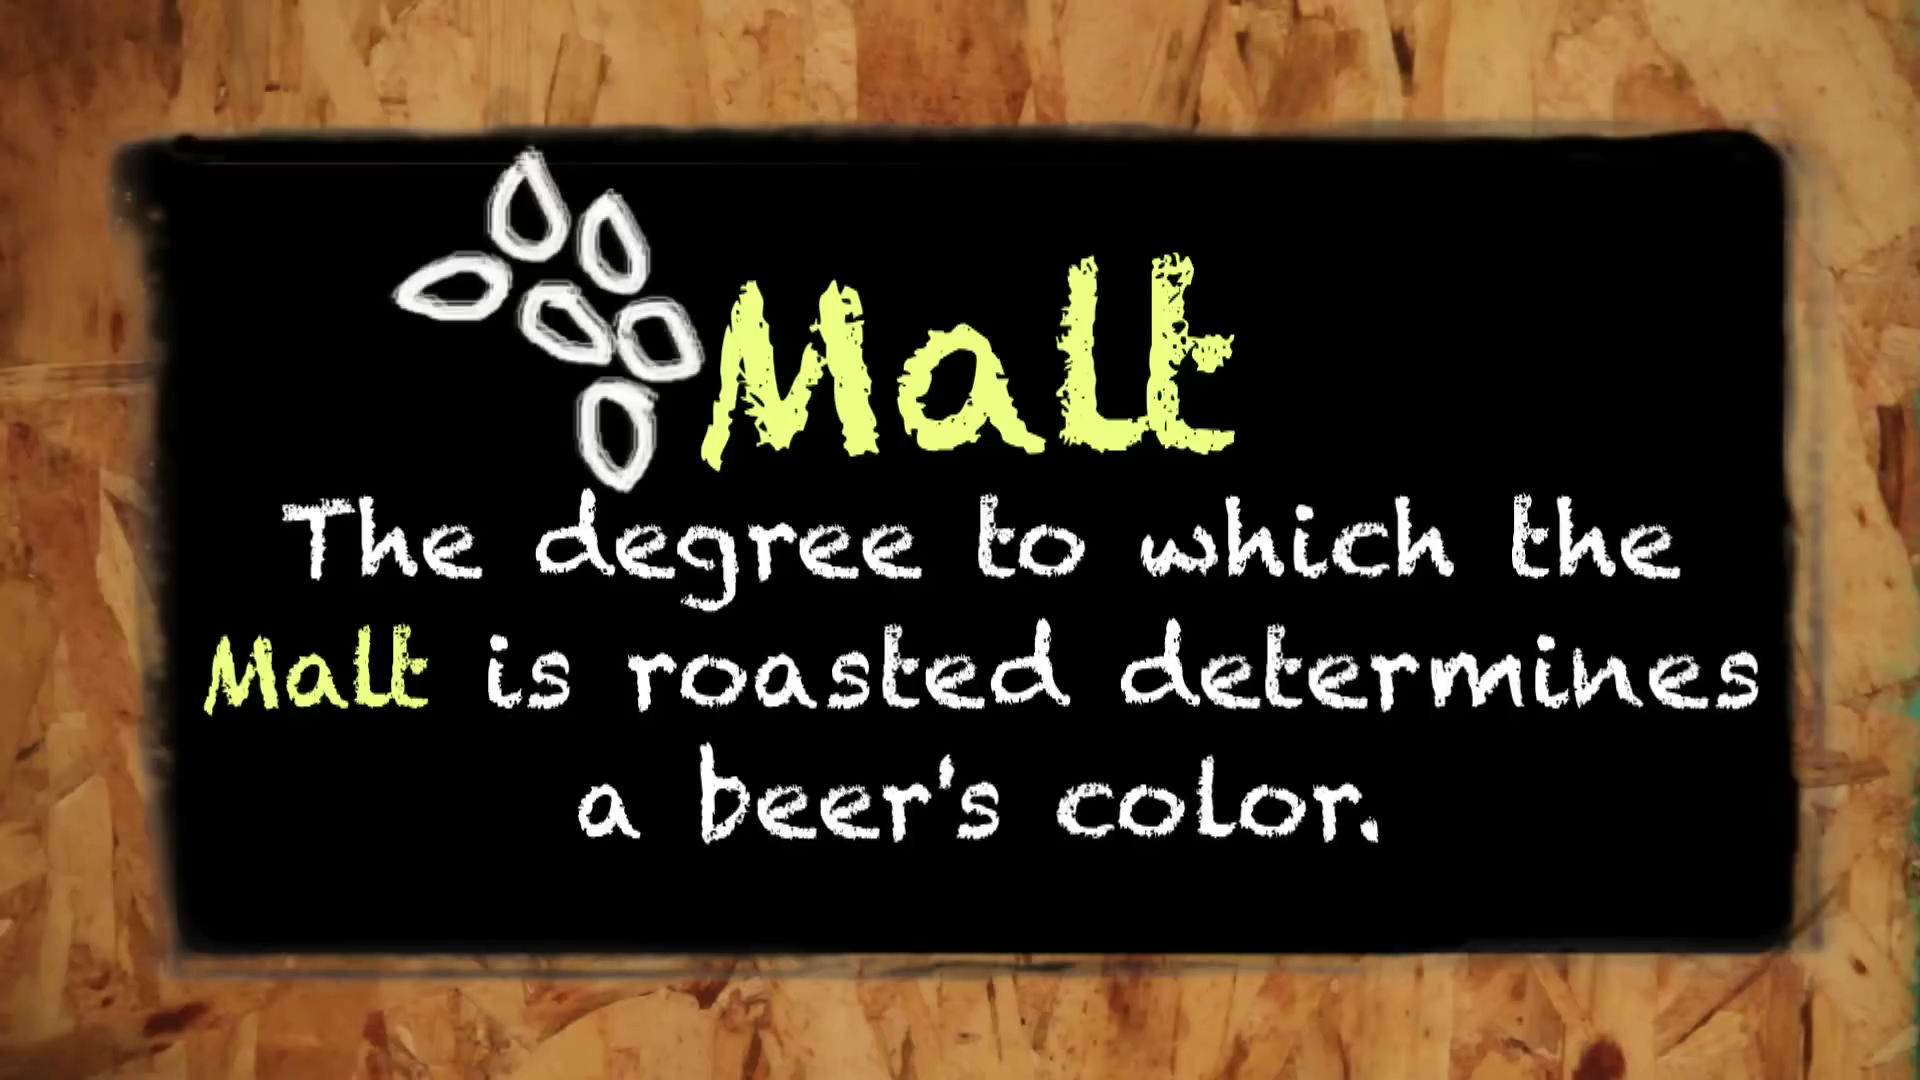 Malt
The degree to which the
Malt is roasted determines
a beer's color.